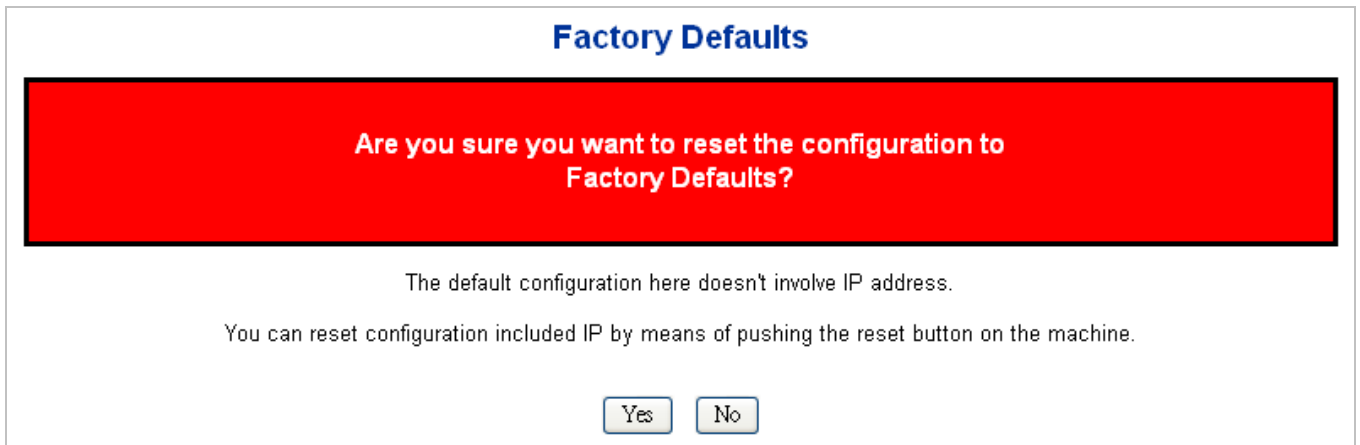 Factory Defaults
Are you sure you want to reset the configuration to
Factory Defaults?
The default configuration here doesn't involve IP address.
You can reset configuration included IP by means of pushing the reset button on the machine.
Yes No